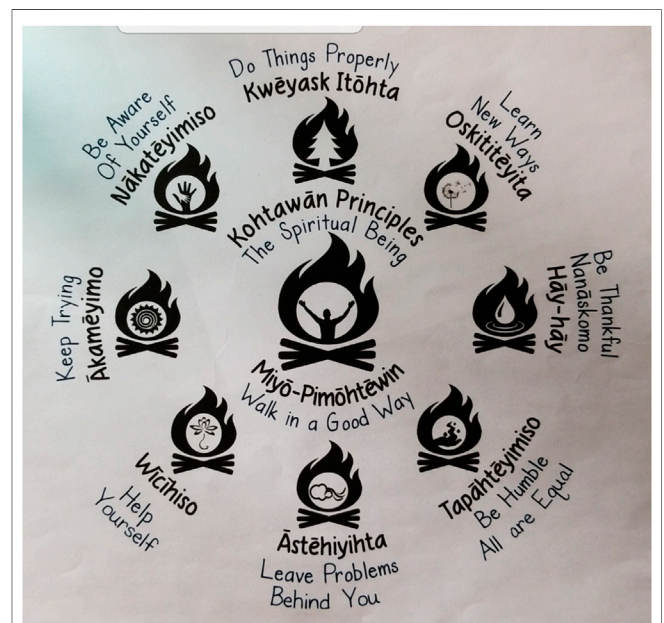 Do Things Properly
Kwēyask Itōhta
Learn
New Ways
Oskititēyita
Be Thankful
Nanāskomo
Hāy-hāy
Tapāhtēyimiso
Be Humble
All are Equal
Āstēhiyihta
Leave Problems
Behind You
Wīcīhiso
Help
Yourself
Keep Trying
Ākamēyimo
Be Aware
Of Yourself
Nākatēyimiso
Kohtawān Principles
The Spiritual Being
Miyō-Pimōhtēwin
Walk in a Good Way